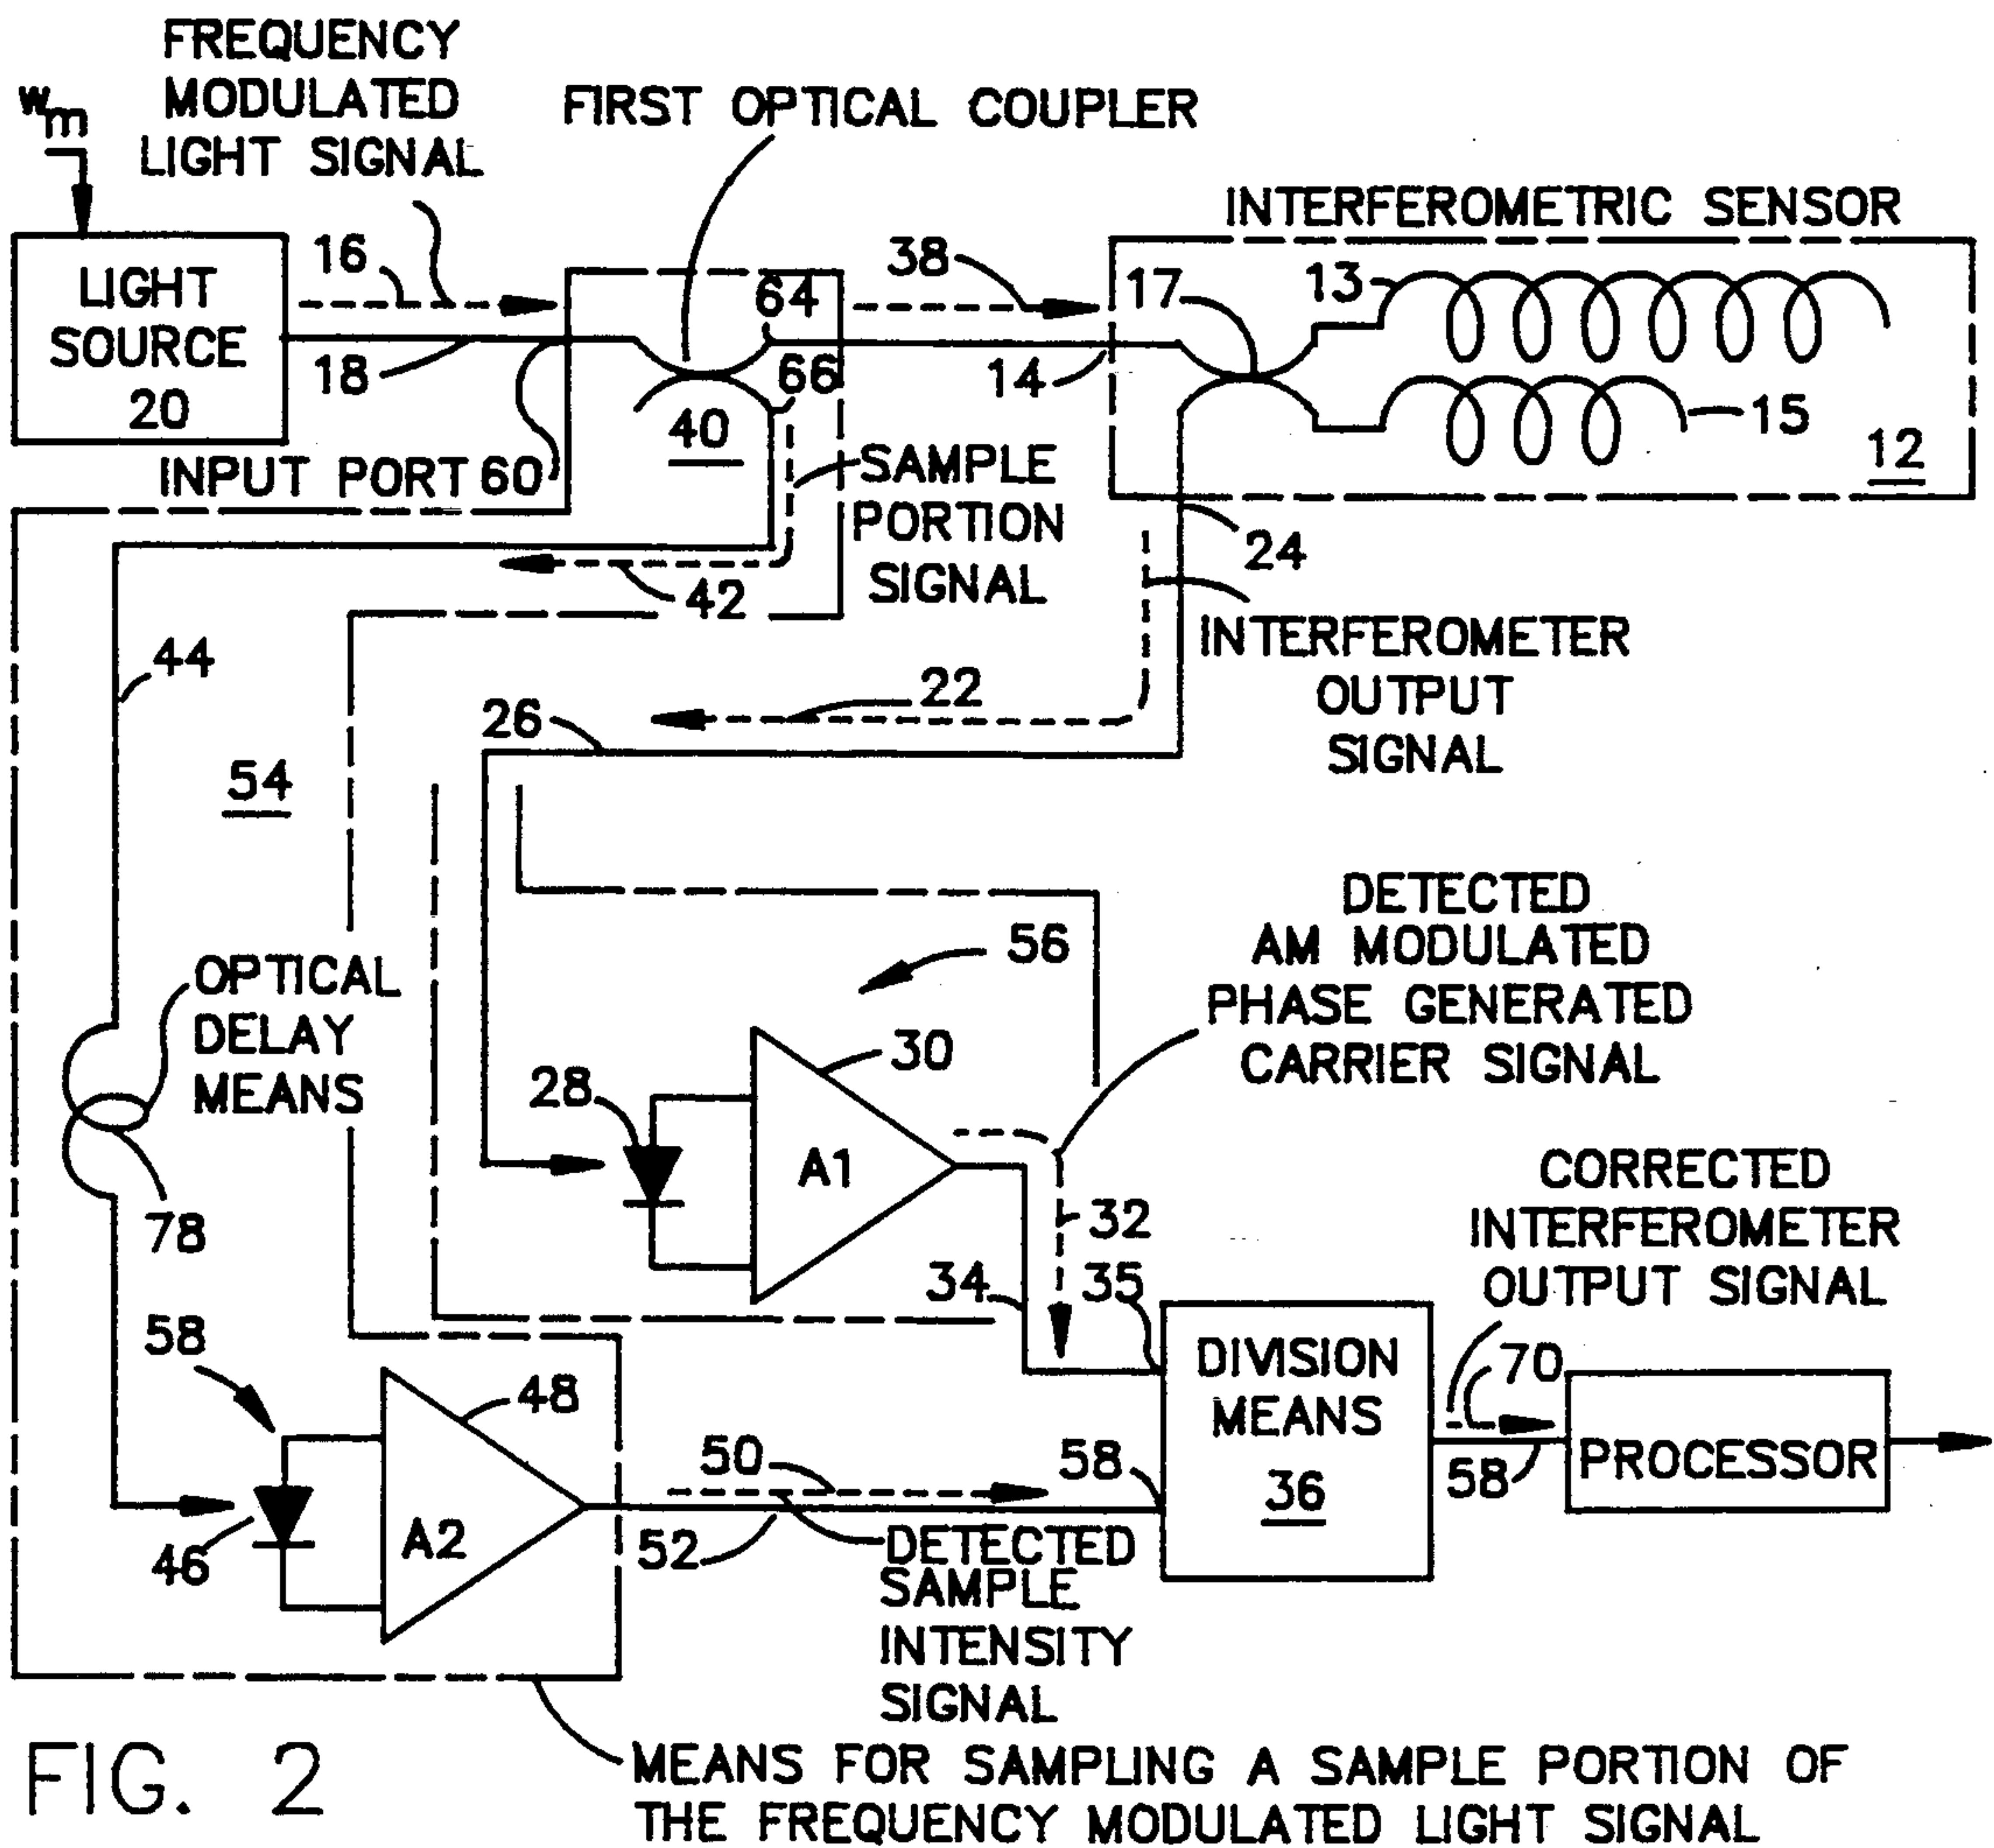 FREQUENCY
MODULATED
LIGHT SIGNAL
wm
FIRST OPTICAL COUPLER
INTERFEROMETRIC SENSOR
LIGHT
SOURCE
20
16
18
64
66
40
38
14
17
13
15
12
INPUT PORT 60
SAMPLE
PORTION
SIGNAL
42
24
INTERFEROMETER
OUTPUT
SIGNAL
44
22
26
54
OPTICAL
DELAY
MEANS
56
DETECTED
AM MODULATED
PHASE GENERATED
CARRIER SIGNAL
30
28
A1
78
32
34
35
CORRECTED
INTERFEROMETER
OUTPUT SIGNAL
58
48
46
A2
50
52
58
DIVISION
MEANS
36
70
58
PROCESSOR
DETECTED
SAMPLE
INTENSITY
SIGNAL
FIG. 2
MEANS FOR SAMPLING A SAMPLE PORTION OF
THE FREQUENCY MODULATED LIGHT SIGNAL